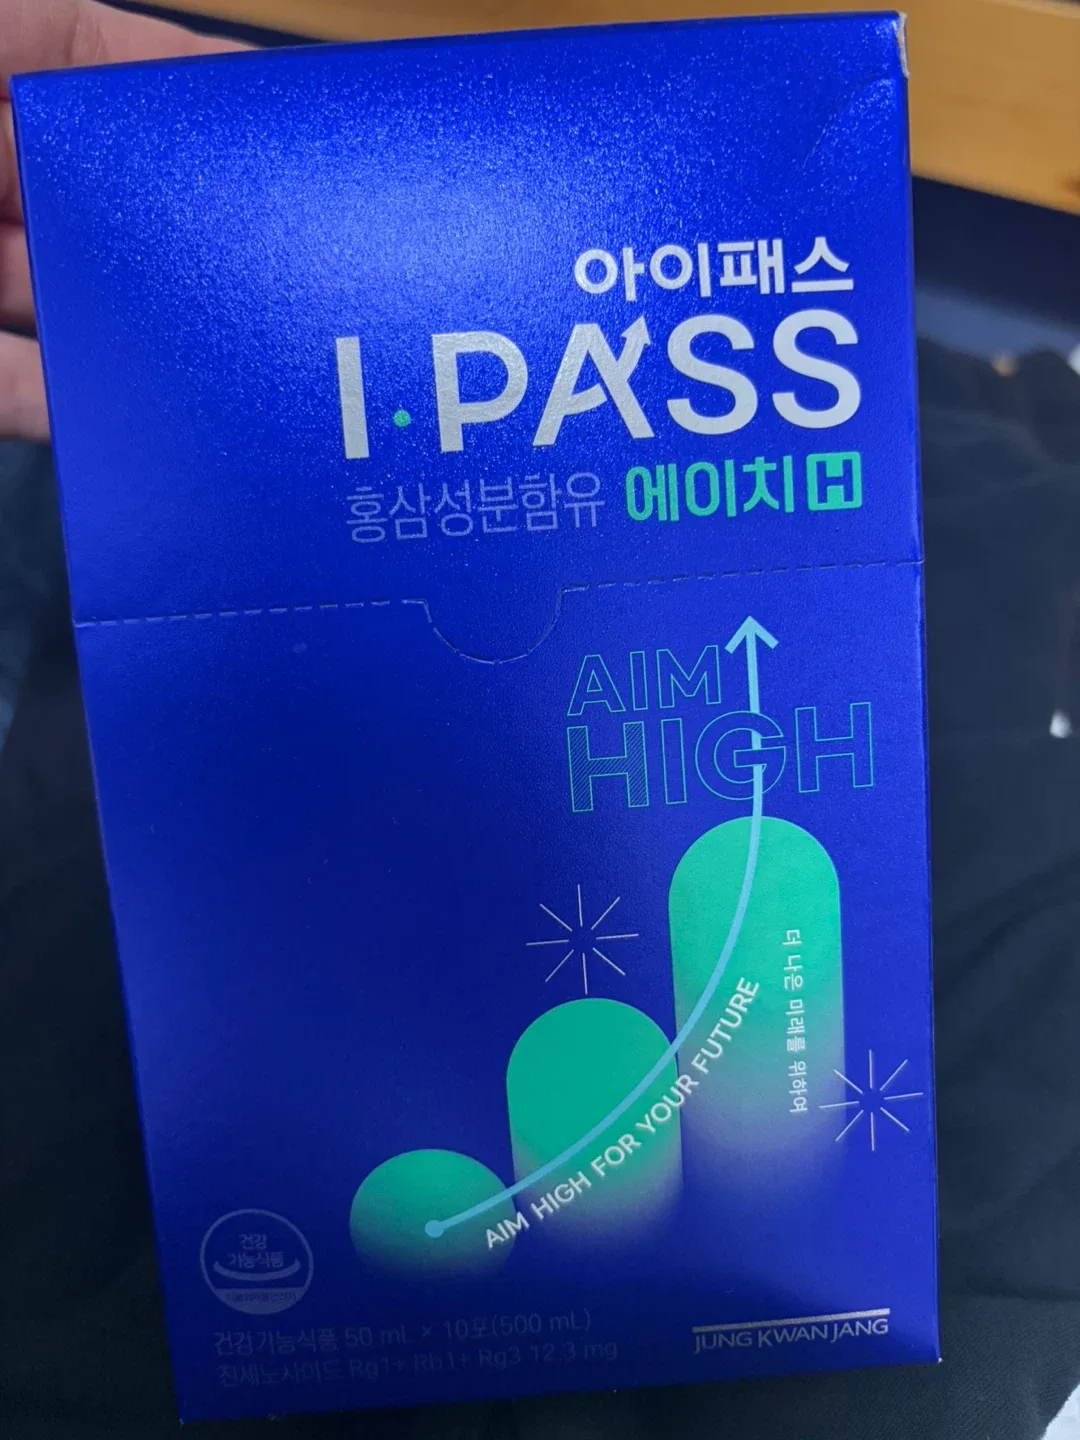 아이패스
I·PASS
홍삼성분함유 에이치 H
AIM
HIGH
더 나은 미래를 위하여
AIM HIGH FOR YOUR FUTURE
건강
기능식품
건강기능식품 50 mL × 10포(500 mL)
진세노사이드 Rg1+ Rb1+ Rg3 12.3 mg
JUNG KWAN JANG